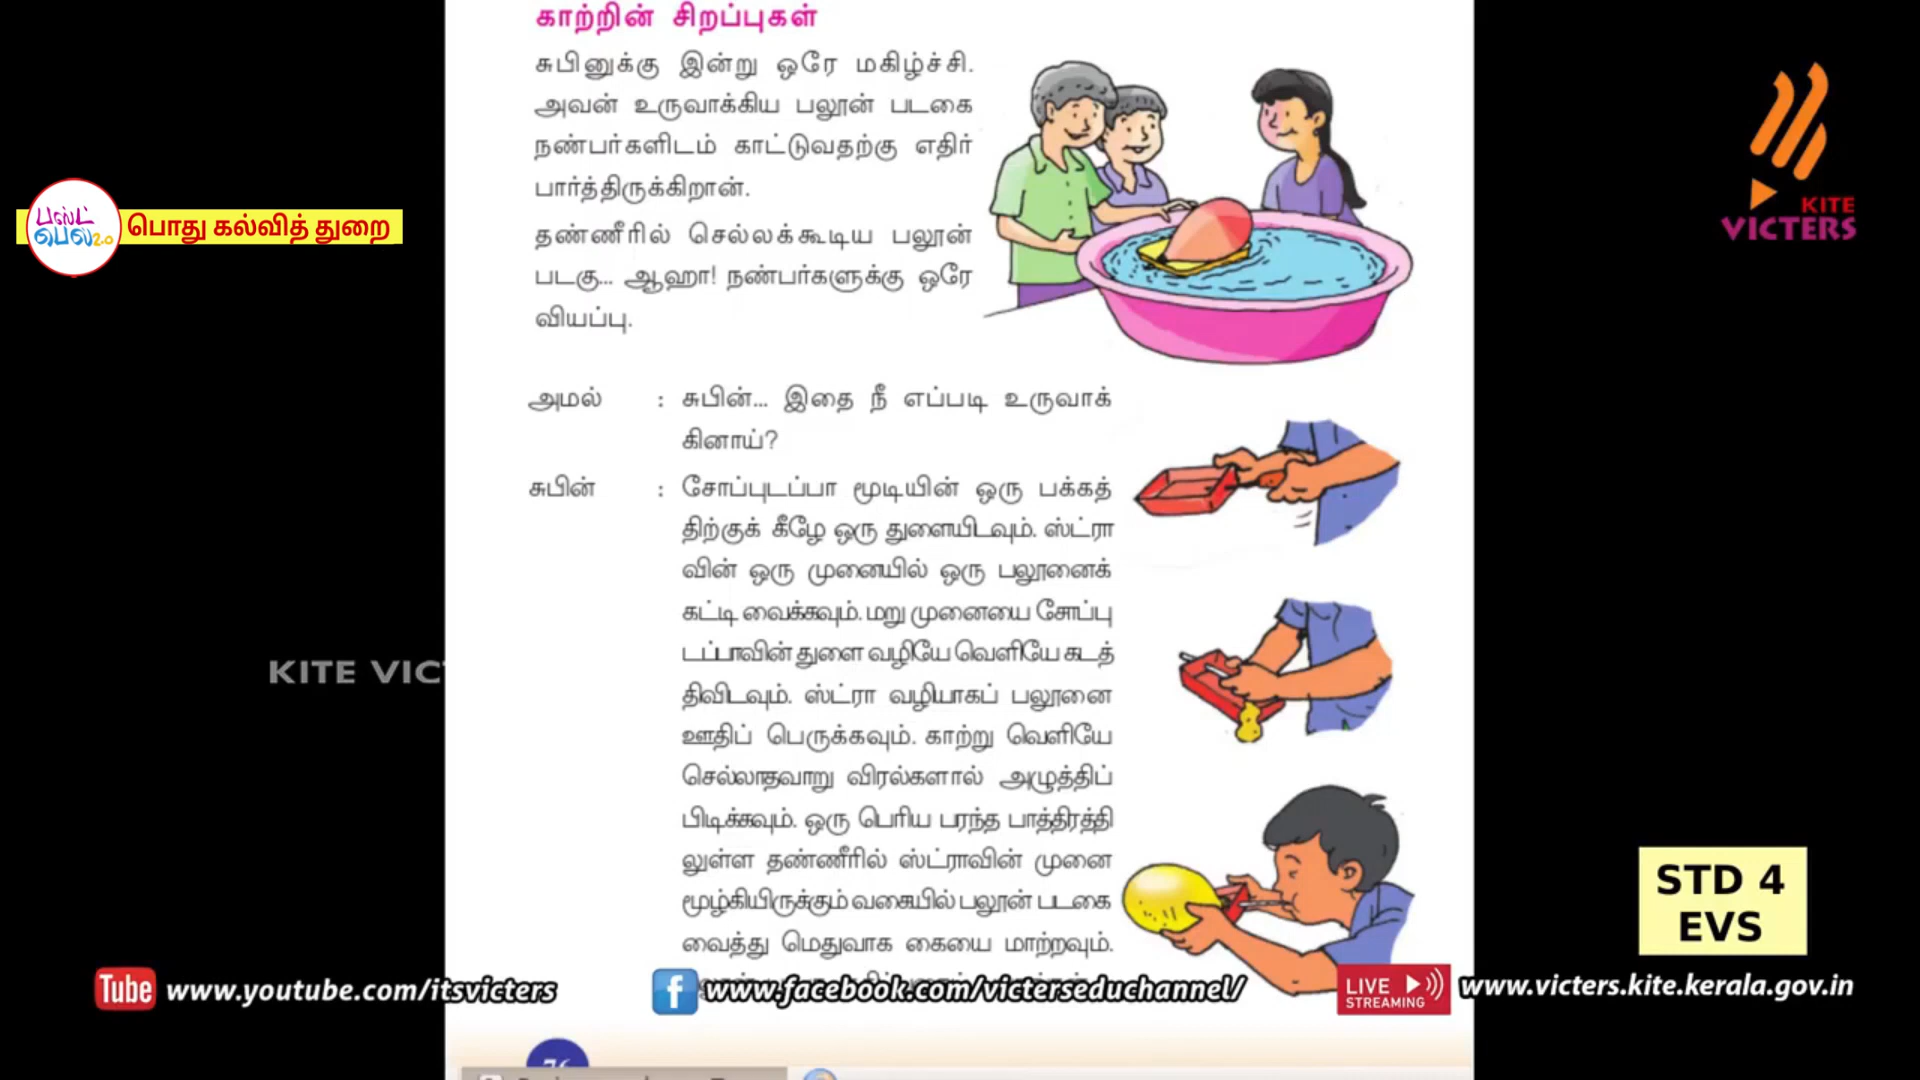 காற்றின் சிறப்புகள்
சுபினுக்கு இன்று ஒரே மகிழ்ச்சி.
அவன் உருவாக்கிய பலூன் படகை
நண்பர்களிடம் காட்டுவதற்கு எதிர்
பார்த்திருக்கிறான்.
தண்ணீரில் செல்லக்கூடிய பலூன்
படகு... ஆஹா! நண்பர்களுக்கு ஒரே
வியப்பு.
அமல் : சுபின்... இதை நீ எப்படி உருவாக்
கினாய்?
சுபின் : சோப்புடப்பா மூடியின் ஒரு பக்கத்
திற்குக் கீழே ஒரு துளையிடவும். ஸ்ட்ரா
வின் ஒரு முனையில் ஒரு பலூனைக்
கட்டி வைக்கவும். மறு முனையை சோப்பு
டப்பாவின் துளை வழியே வெளியே கடத்
திவிடவும். ஸ்ட்ரா வழியாகப் பலூனை
ஊதிப் பெருக்கவும். காற்று வெளியே
செல்லாதவாறு விரல்களால் அழுத்திப்
பிடிக்கவும். ஒரு பெரிய பரந்த பாத்திரத்தி
லுள்ள தண்ணீரில் ஸ்ட்ராவின் முனை
மூழ்கியிருக்கும் வகையில் பலூன் படகை
வைத்து மெதுவாக கையை மாற்றவும்.
பஸ்ட் பெல் 2.0
பொது கல்வித் துறை
KITE VICTERS
KITE VIC
STD 4
EVS
Tube www.youtube.com/itsvicters
f www.facebook.com/victerseduchannel/
LIVE STREAMING www.victers.kite.kerala.gov.in